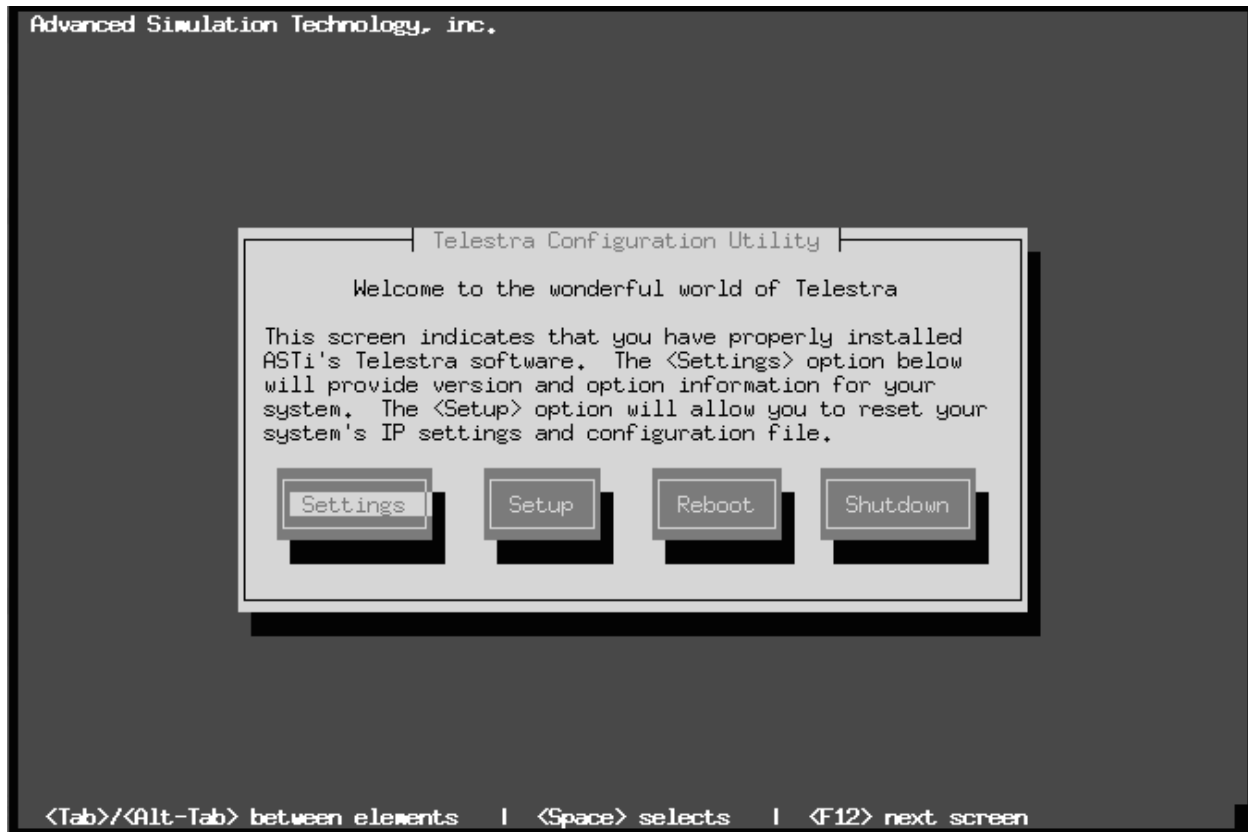 Advanced Simulation Technology, inc.
Telestra Configuration Utility
Welcome to the wonderful world of Telestra
This screen indicates that you have properly installed
ASTi's Telestra software.  The <Settings> option below
will provide version and option information for your
system.  The <Setup> option will allow you to reset your
system's IP settings and configuration file.
Settings Setup Reboot Shutdown
<Tab>/<Alt-Tab> between elements | <Space> selects | <F12> next screen